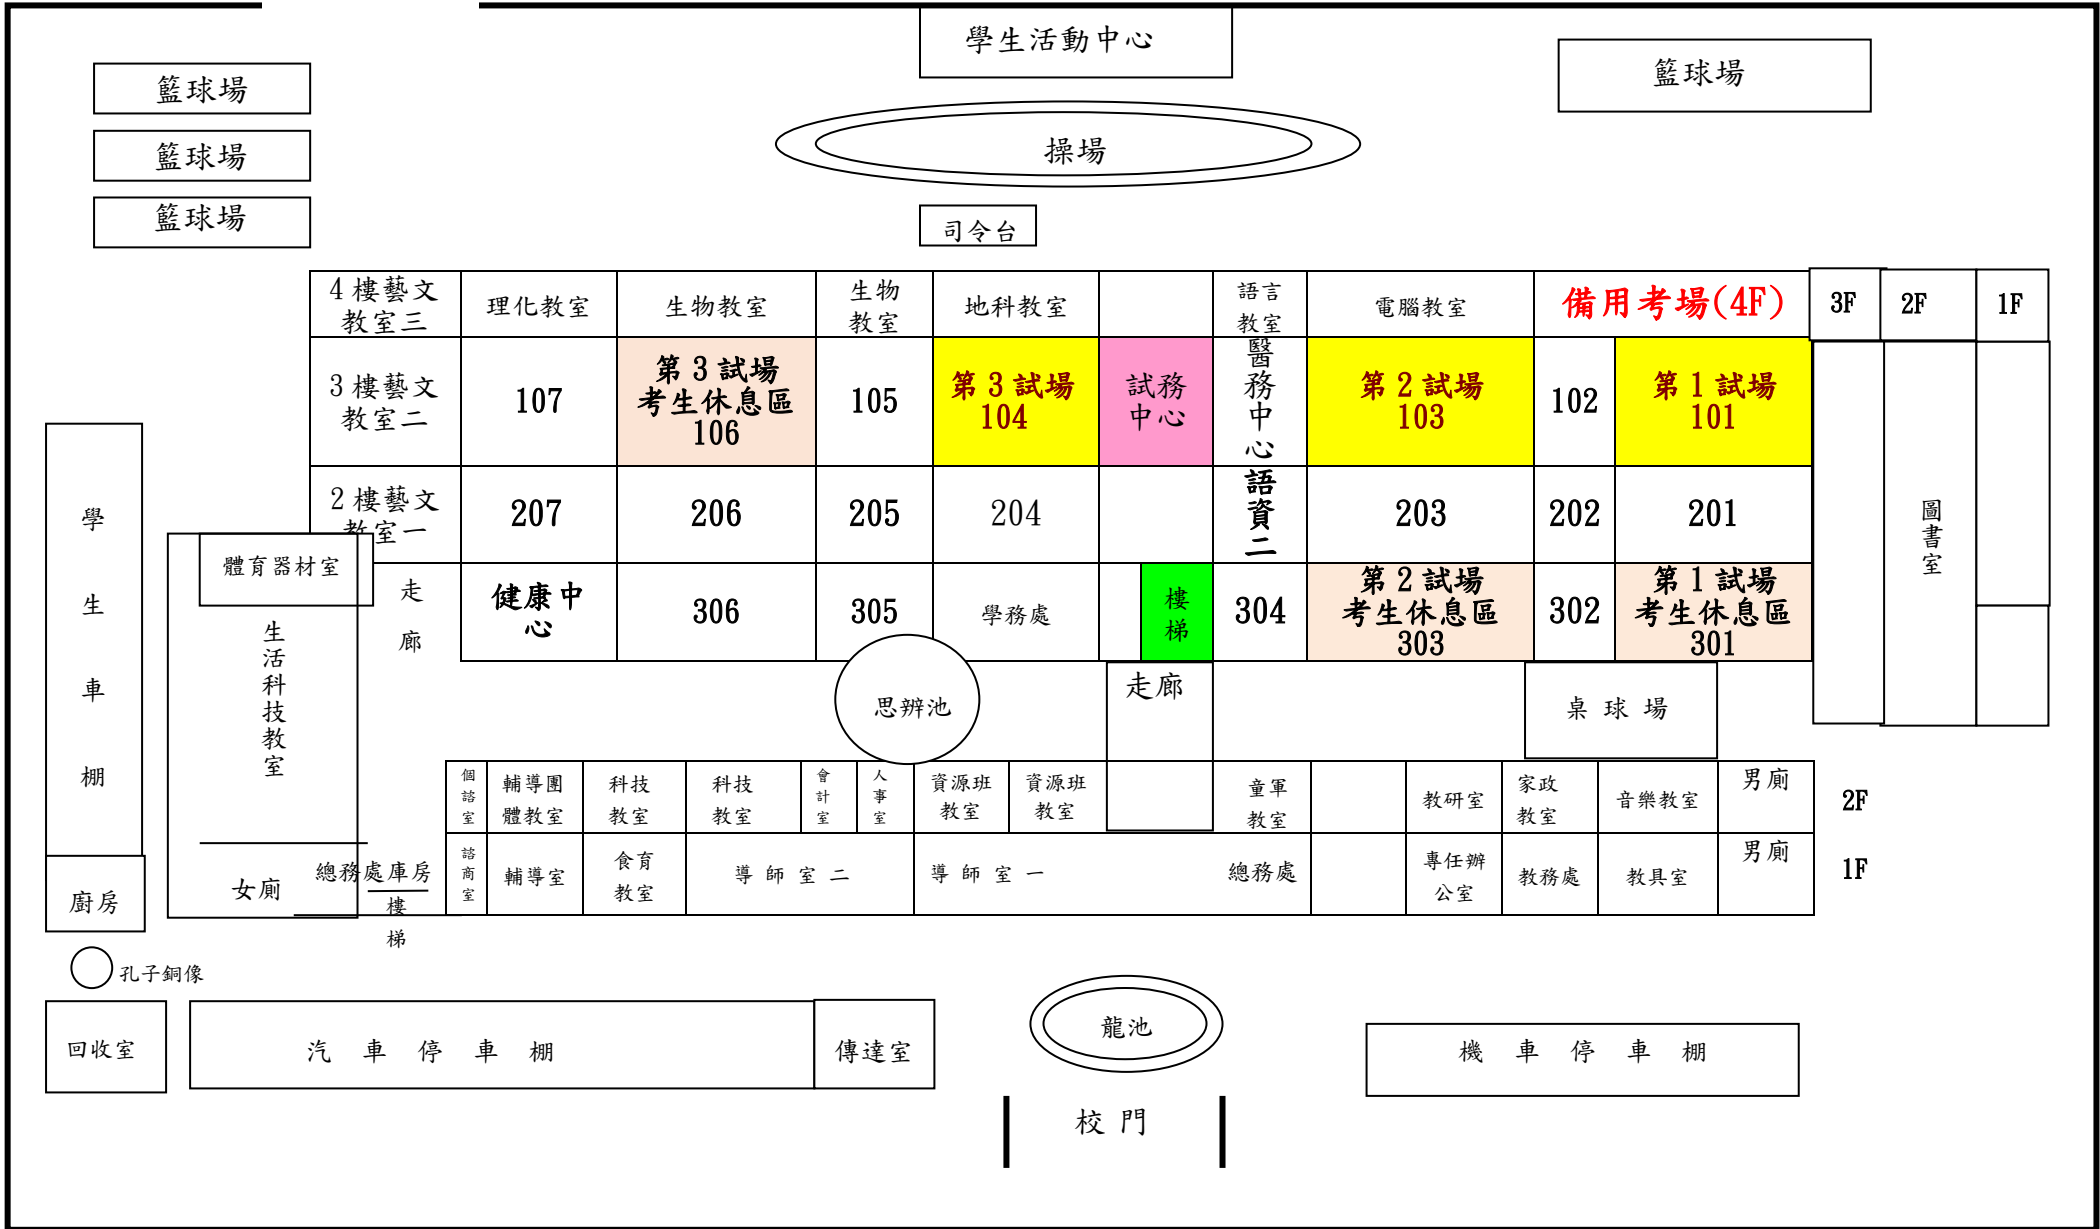 學生活動中心
籃球場
籃球場
籃球場
籃球場
操場
司令台
4 樓藝文
教室三
理化教室
生物教室
生物
教室
地科教室
語言
教室
電腦教室
備用考場(4F)
3F
2F
1F
3 樓藝文
教室二
107
第 3 試場
考生休息區
106
105
第 3 試場
104
試務
中心
醫務中心
第 2 試場
103
102
第 1 試場
101
2 樓藝文
教室一
207
206
205
204
語資二
203
202
201
圖書室
學生車棚
體育器材室
生活科技教室
走廊
健康中
心
306
305
學務處
樓梯
304
第 2 試場
考生休息區
303
302
第 1 試場
考生休息區
301
思辨池
走廊
桌 球 場
個諮室
輔導團
體教室
科技
教室
科技
教室
會計室
人事室
資源班
教室
資源班
教室
童軍
教室
教研室
家政
教室
音樂教室
男廁
2F
女廁
總務處庫房
樓梯
諮商室
輔導室
食育
教室
導 師 室 二
導 師 室 一
總務處
專任辦
公室
教務處
教具室
男廁
1F
廚房
孔子銅像
回收室
汽 車 停 車 棚
傳達室
龍池
機 車 停 車 棚
校 門